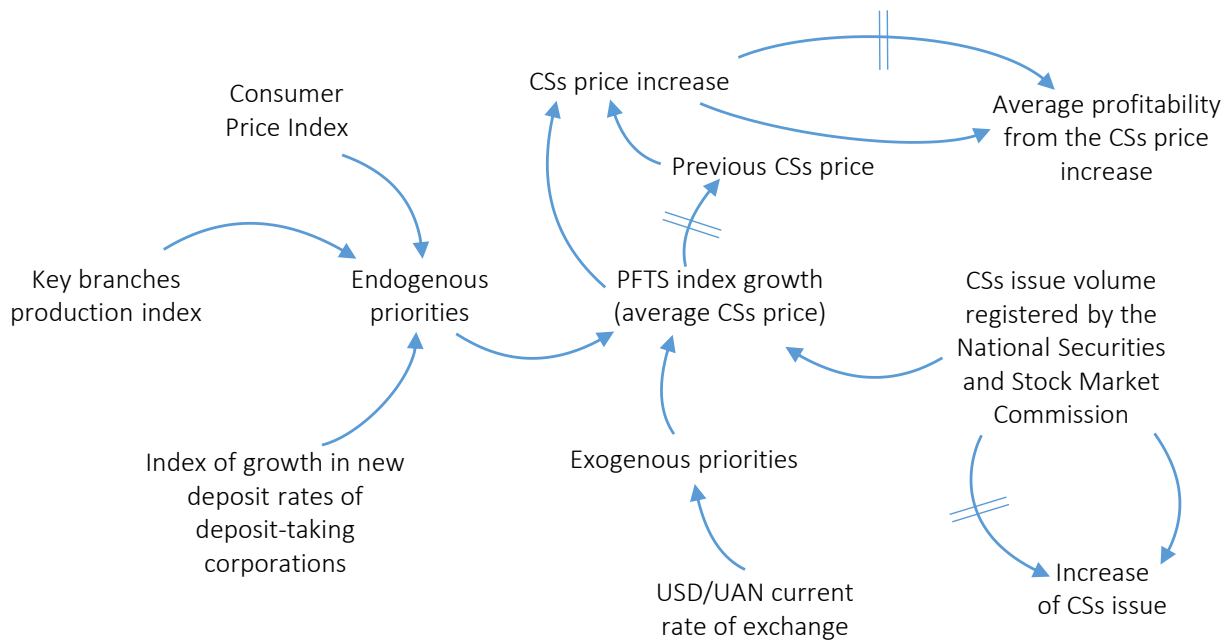 CSs price increase
Consumer
Price Index
Average profitability
from the CSs price
increase
Previous CSs price
Key branches
production index
Endogenous
priorities
PFTS index growth
(average CSs price)
CSs issue volume
registered by the
National Securities
and Stock Market
Commission
Index of growth in new
deposit rates of
deposit-taking
corporations
Exogenous priorities
USD/UAN current
rate of exchange
Increase
of CSs issue